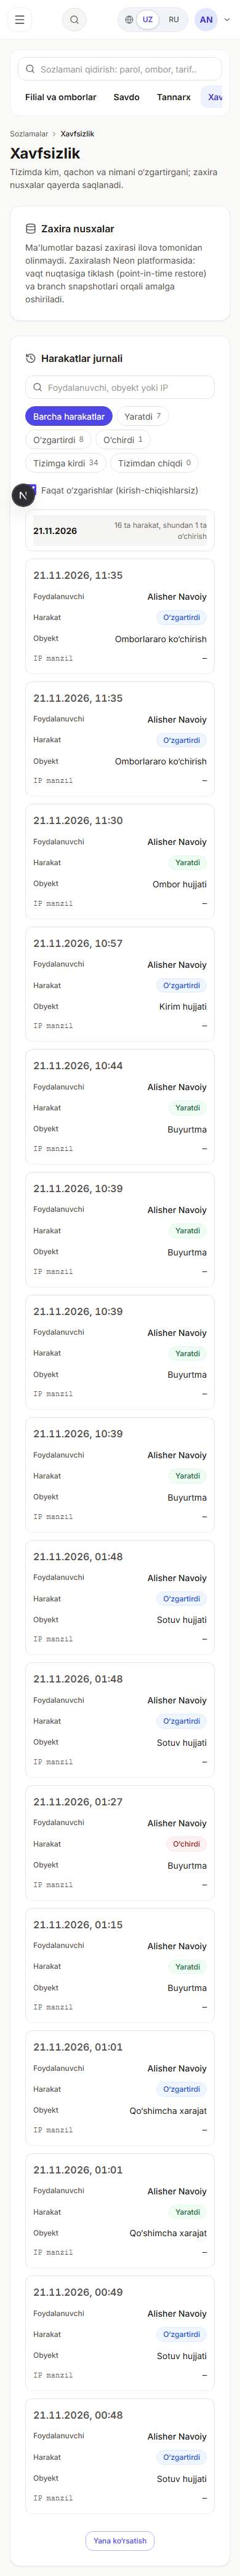 UZ RU AN
Sozlamani qidirish: parol, ombor, tarif..
Filial va omborlar Savdo Tannarx Xav
Sozlamalar > Xavfsizlik
Xavfsizlik
Tizimda kim, qachon va nimani o'zgartirgani; zaxira
nusxalar qayerda saqlanadi.
Zaxira nusxalar
Ma'lumotlar bazasi zaxirasi ilova tomonidan
olinmaydi. Zaxiralash Neon platformasida:
vaqt nuqtasiga tiklash (point-in-time restore)
va branch snapshotlari orqali amalga
oshiriladi.
Harakatlar jurnali
Foydalanuvchi, obyekt yoki IP
Barcha harakatlar Yaratdi 7
O'zgartirdi 8 O'chirdi 1
Tizimga kirdi 34 Tizimdan chiqdi 0
N Faqat o'zgarishlar (kirish-chiqishlarsiz)
21.11.2026 16 ta harakat, shundan 1 ta
o'chirish
21.11.2026, 11:35
Foydalanuvchi Alisher Navoiy
Harakat O'zgartirdi
Obyekt Omborlararo ko'chirish
IP manzil –
21.11.2026, 11:35
Foydalanuvchi Alisher Navoiy
Harakat O'zgartirdi
Obyekt Omborlararo ko'chirish
IP manzil –
21.11.2026, 11:30
Foydalanuvchi Alisher Navoiy
Harakat Yaratdi
Obyekt Ombor hujjati
IP manzil –
21.11.2026, 10:57
Foydalanuvchi Alisher Navoiy
Harakat O'zgartirdi
Obyekt Kirim hujjati
IP manzil –
21.11.2026, 10:44
Foydalanuvchi Alisher Navoiy
Harakat Yaratdi
Obyekt Buyurtma
IP manzil –
21.11.2026, 10:39
Foydalanuvchi Alisher Navoiy
Harakat Yaratdi
Obyekt Buyurtma
IP manzil –
21.11.2026, 10:39
Foydalanuvchi Alisher Navoiy
Harakat Yaratdi
Obyekt Buyurtma
IP manzil –
21.11.2026, 10:39
Foydalanuvchi Alisher Navoiy
Harakat Yaratdi
Obyekt Buyurtma
IP manzil –
21.11.2026, 01:48
Foydalanuvchi Alisher Navoiy
Harakat O'zgartirdi
Obyekt Sotuv hujjati
IP manzil –
21.11.2026, 01:48
Foydalanuvchi Alisher Navoiy
Harakat O'zgartirdi
Obyekt Sotuv hujjati
IP manzil –
21.11.2026, 01:27
Foydalanuvchi Alisher Navoiy
Harakat O'chirdi
Obyekt Buyurtma
IP manzil –
21.11.2026, 01:15
Foydalanuvchi Alisher Navoiy
Harakat Yaratdi
Obyekt Buyurtma
IP manzil –
21.11.2026, 01:01
Foydalanuvchi Alisher Navoiy
Harakat O'zgartirdi
Obyekt Qo'shimcha xarajat
IP manzil –
21.11.2026, 01:01
Foydalanuvchi Alisher Navoiy
Harakat Yaratdi
Obyekt Qo'shimcha xarajat
IP manzil –
21.11.2026, 00:49
Foydalanuvchi Alisher Navoiy
Harakat O'zgartirdi
Obyekt Sotuv hujjati
IP manzil –
21.11.2026, 00:48
Foydalanuvchi Alisher Navoiy
Harakat O'zgartirdi
Obyekt Sotuv hujjati
IP manzil –
Yana ko'rsatish